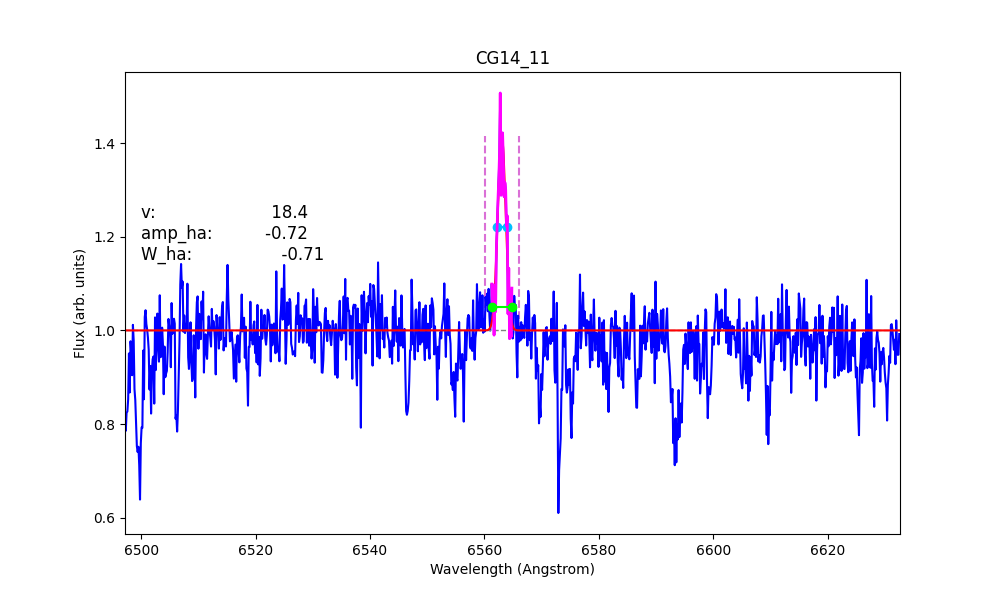 CG14_11
1.4
1.2
1.0
0.8
0.6
Flux (arb. units)
v: 18.4
amp_ha: -0.72
W_ha: -0.71
6500 6520 6540 6560 6580 6600 6620
Wavelength (Angstrom)